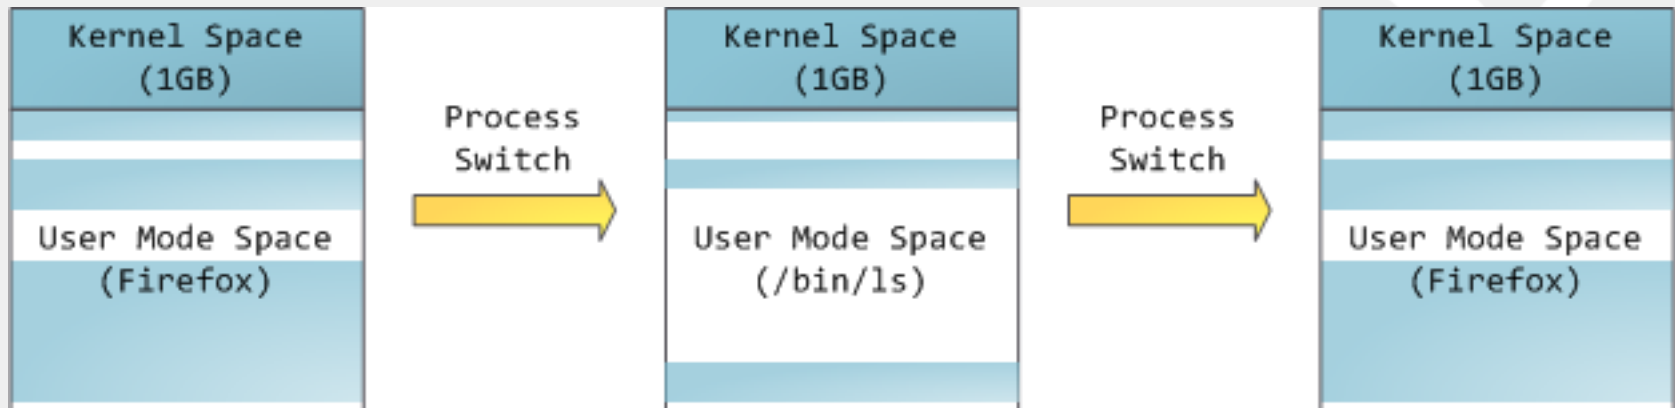 Kernel Space
(1GB)
User Mode Space
(Firefox)
Process
Switch
Kernel Space
(1GB)
User Mode Space
(/bin/ls)
Process
Switch
Kernel Space
(1GB)
User Mode Space
(Firefox)